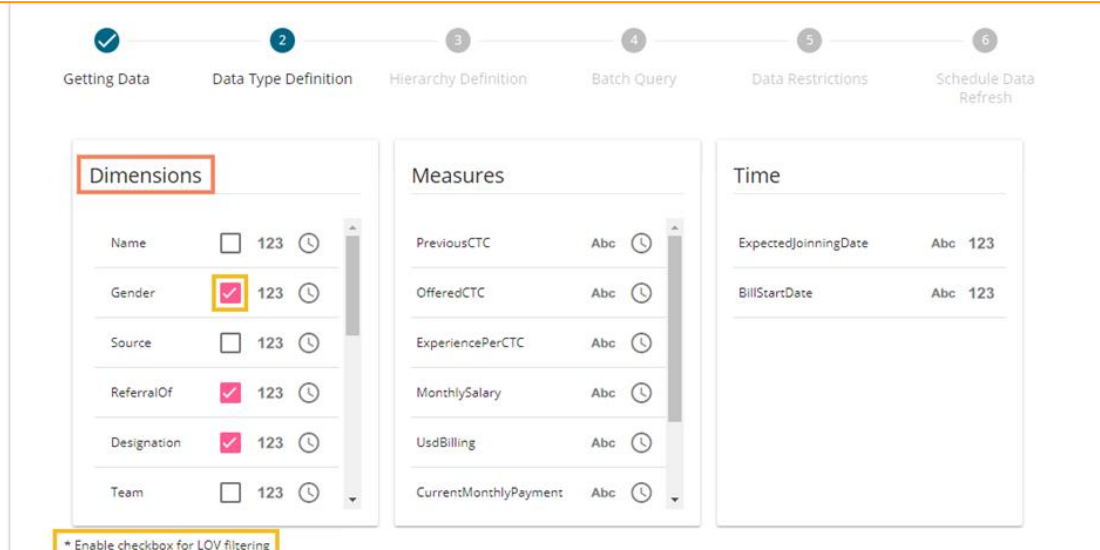 2 3 4 5 6
Getting Data Data Type Definition Hierarchy Definition Batch Query Data Restrictions Schedule Data
Refresh
Dimensions Measures Time
Name 123 PreviousCTC Abc ExpectedJoinningDate Abc 123
Gender 123 OfferedCTC Abc BillStartDate Abc 123
Source 123 ExperiencePerCTC Abc
ReferralOf 123 MonthlySalary Abc
Designation 123 UsdBilling Abc
Team 123 CurrentMonthlyPayment Abc
* Enable checkbox for LOV filtering